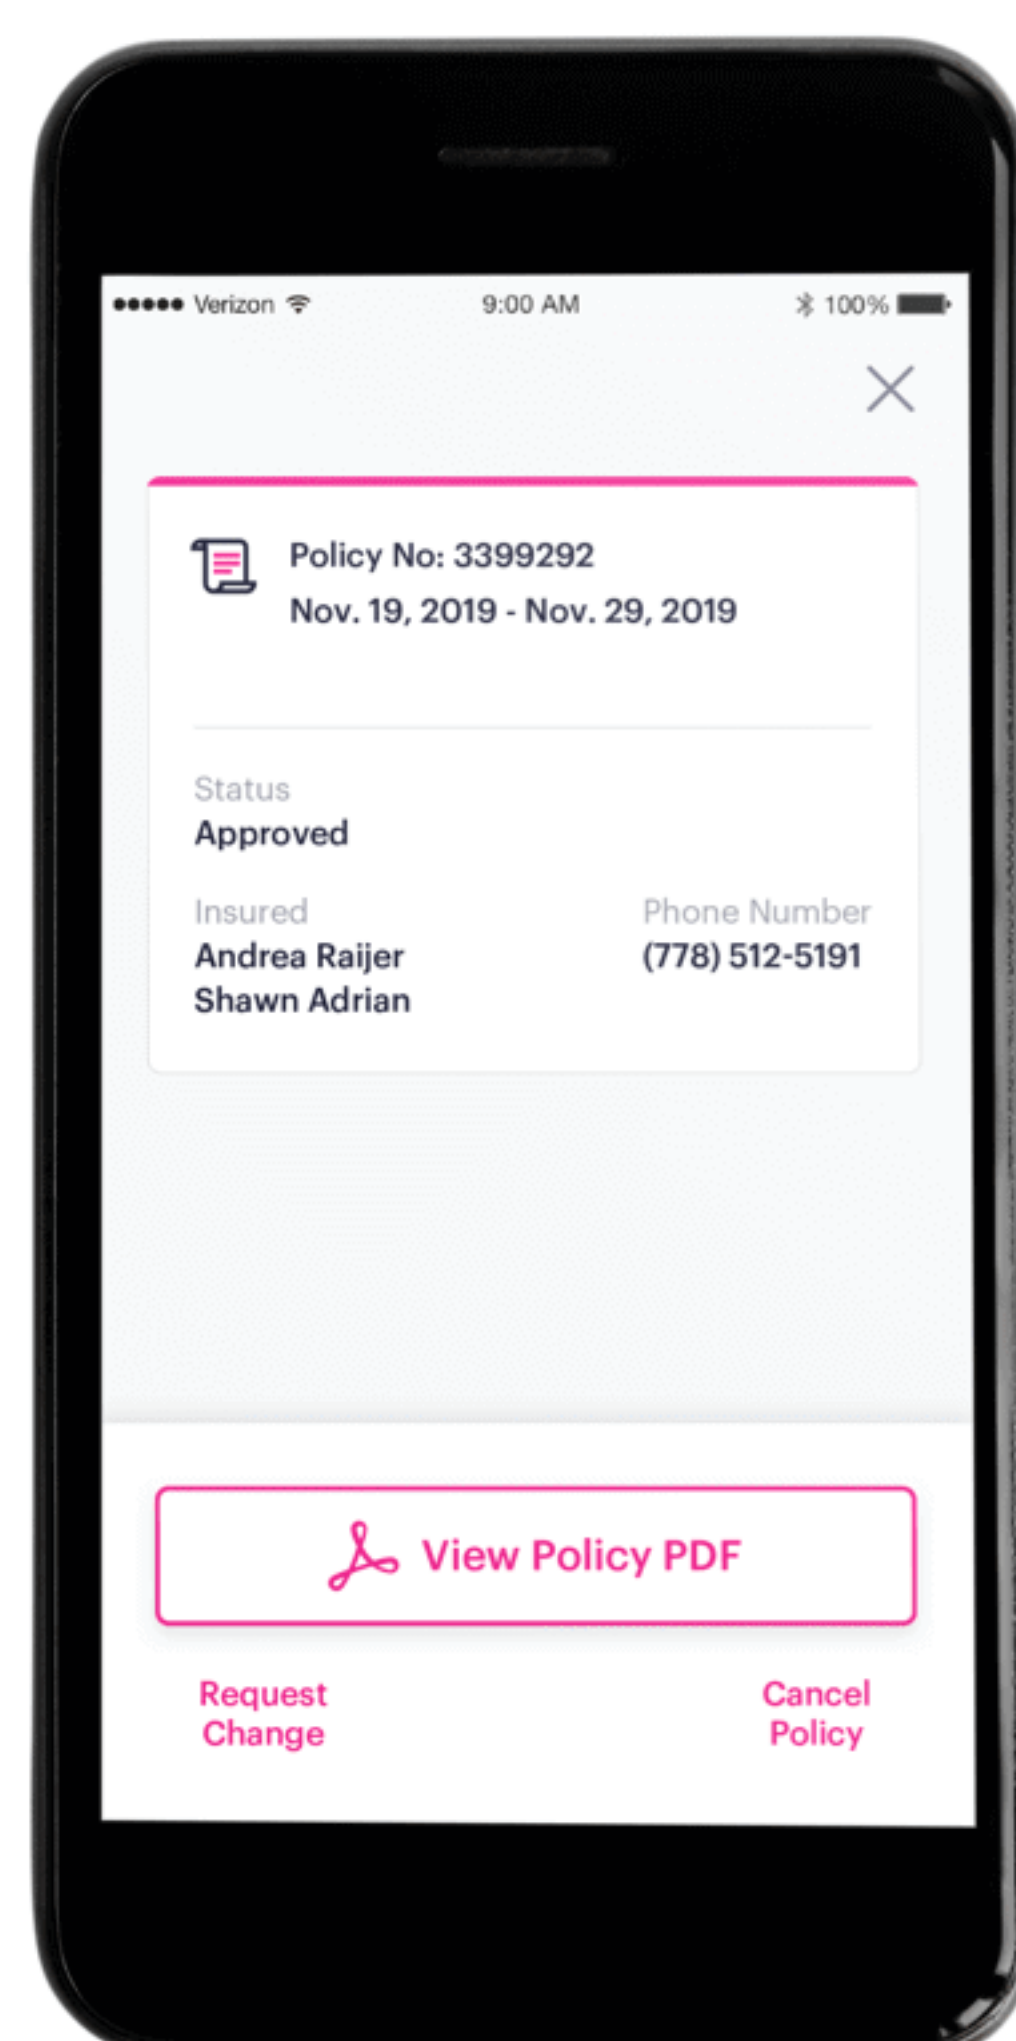 Verizon 9:00 AM 100%
Policy No: 3399292
Nov. 19, 2019 - Nov. 29, 2019
Status
Approved
Insured Phone Number
Andrea Raijer (778) 512-5191
Shawn Adrian
View Policy PDF
Request Cancel
Change Policy